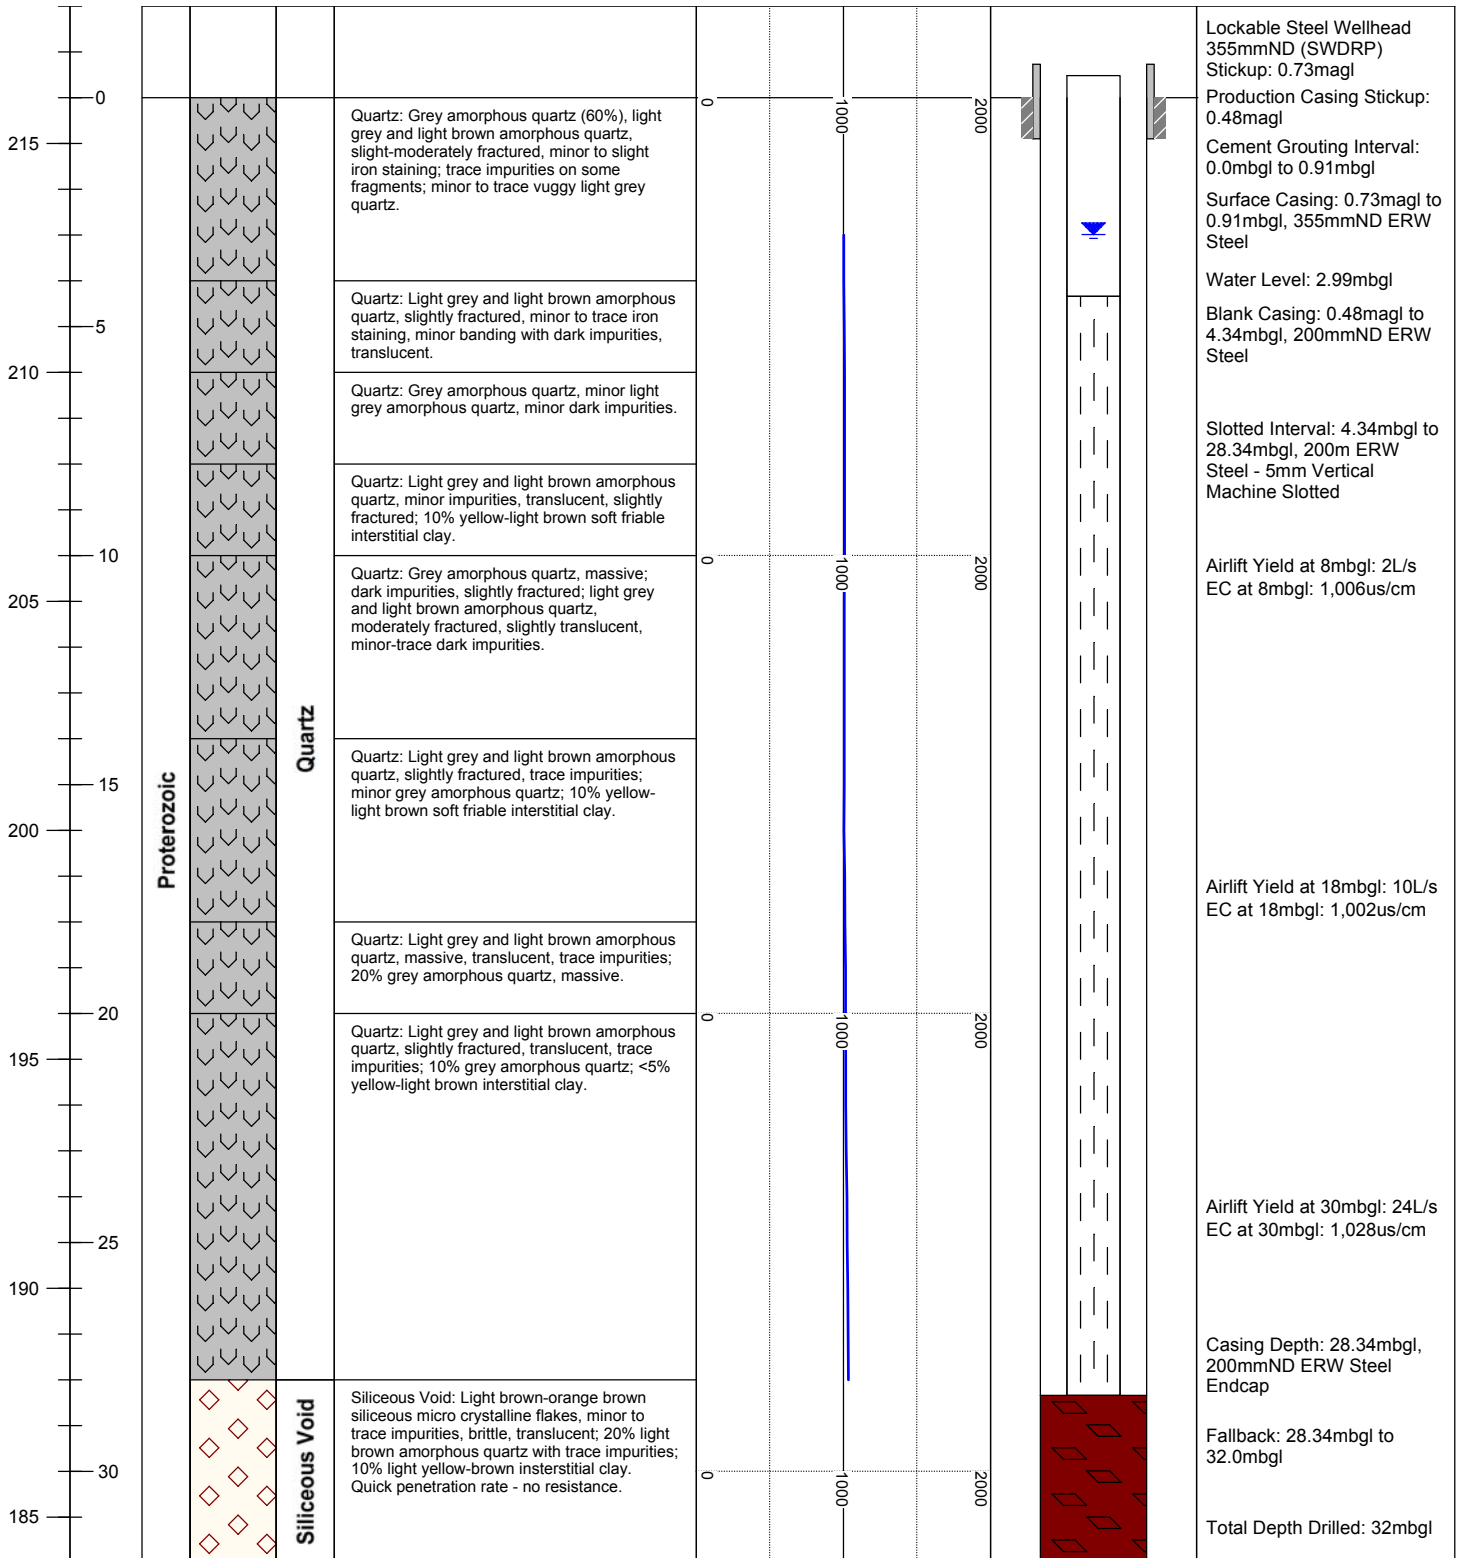 215
210
205
200
195
190
185
0
5
10
15
20
25
30
Proterozoic
Quartz
Siliceous Void
Quartz: Grey amorphous quartz (60%), light
grey and light brown amorphous quartz,
slight-moderately fractured, minor to slight
iron staining; trace impurities on some
fragments; minor to trace vuggy light grey
quartz.
Quartz: Light grey and light brown amorphous
quartz, slightly fractured, minor to trace iron
staining, minor banding with dark impurities,
translucent.
Quartz: Grey amorphous quartz, minor light
grey amorphous quartz, minor dark impurities.
Quartz: Light grey and light brown amorphous
quartz, minor impurities, translucent, slightly
fractured; 10% yellow-light brown soft friable
interstitial clay.
Quartz: Grey amorphous quartz, massive;
dark impurities, slightly fractured; light grey
and light brown amorphous quartz,
moderately fractured, slightly translucent,
minor-trace dark impurities.
Quartz: Light grey and light brown amorphous
quartz, slightly fractured, trace impurities;
minor grey amorphous quartz; 10% yellow-
light brown soft friable interstitial clay.
Quartz: Light grey and light brown amorphous
quartz, massive, translucent, trace impurities;
20% grey amorphous quartz, massive.
Quartz: Light grey and light brown amorphous
quartz, slightly fractured, translucent, trace
impurities; 10% grey amorphous quartz; <5%
yellow-light brown interstitial clay.
Siliceous Void: Light brown-orange brown
siliceous micro crystalline flakes, minor to
trace impurities, brittle, translucent; 20% light
brown amorphous quartz with trace impurities;
10% light yellow-brown insterstitial clay.
Quick penetration rate - no resistance.
0 1000 2000
0 1000 2000
0 1000 2000
0 1000 2000
Lockable Steel Wellhead
355mmND (SWDRP)
Stickup: 0.73magl
Production Casing Stickup:
0.48magl
Cement Grouting Interval:
0.0mbgl to 0.91mbgl
Surface Casing: 0.73magl to
0.91mbgl, 355mmND ERW
Steel
Water Level: 2.99mbgl
Blank Casing: 0.48magl to
4.34mbgl, 200mmND ERW
Steel
Slotted Interval: 4.34mbgl to
28.34mbgl, 200m ERW
Steel - 5mm Vertical
Machine Slotted
Airlift Yield at 8mbgl: 2L/s
EC at 8mbgl: 1,006us/cm
Airlift Yield at 18mbgl: 10L/s
EC at 18mbgl: 1,002us/cm
Airlift Yield at 30mbgl: 24L/s
EC at 30mbgl: 1,028us/cm
Casing Depth: 28.34mbgl,
200mmND ERW Steel
Endcap
Fallback: 28.34mbgl to
32.0mbgl
Total Depth Drilled: 32mbgl